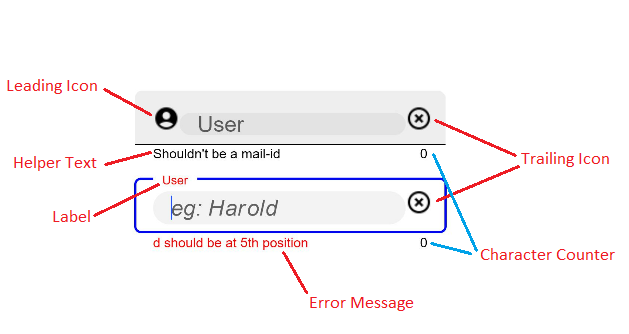 Leading Icon
User
Helper Text
Shouldn't be a mail-id
0
Trailing Icon
User
Label
eg: Harold
d should be at 5th position
0
Character Counter
Error Message